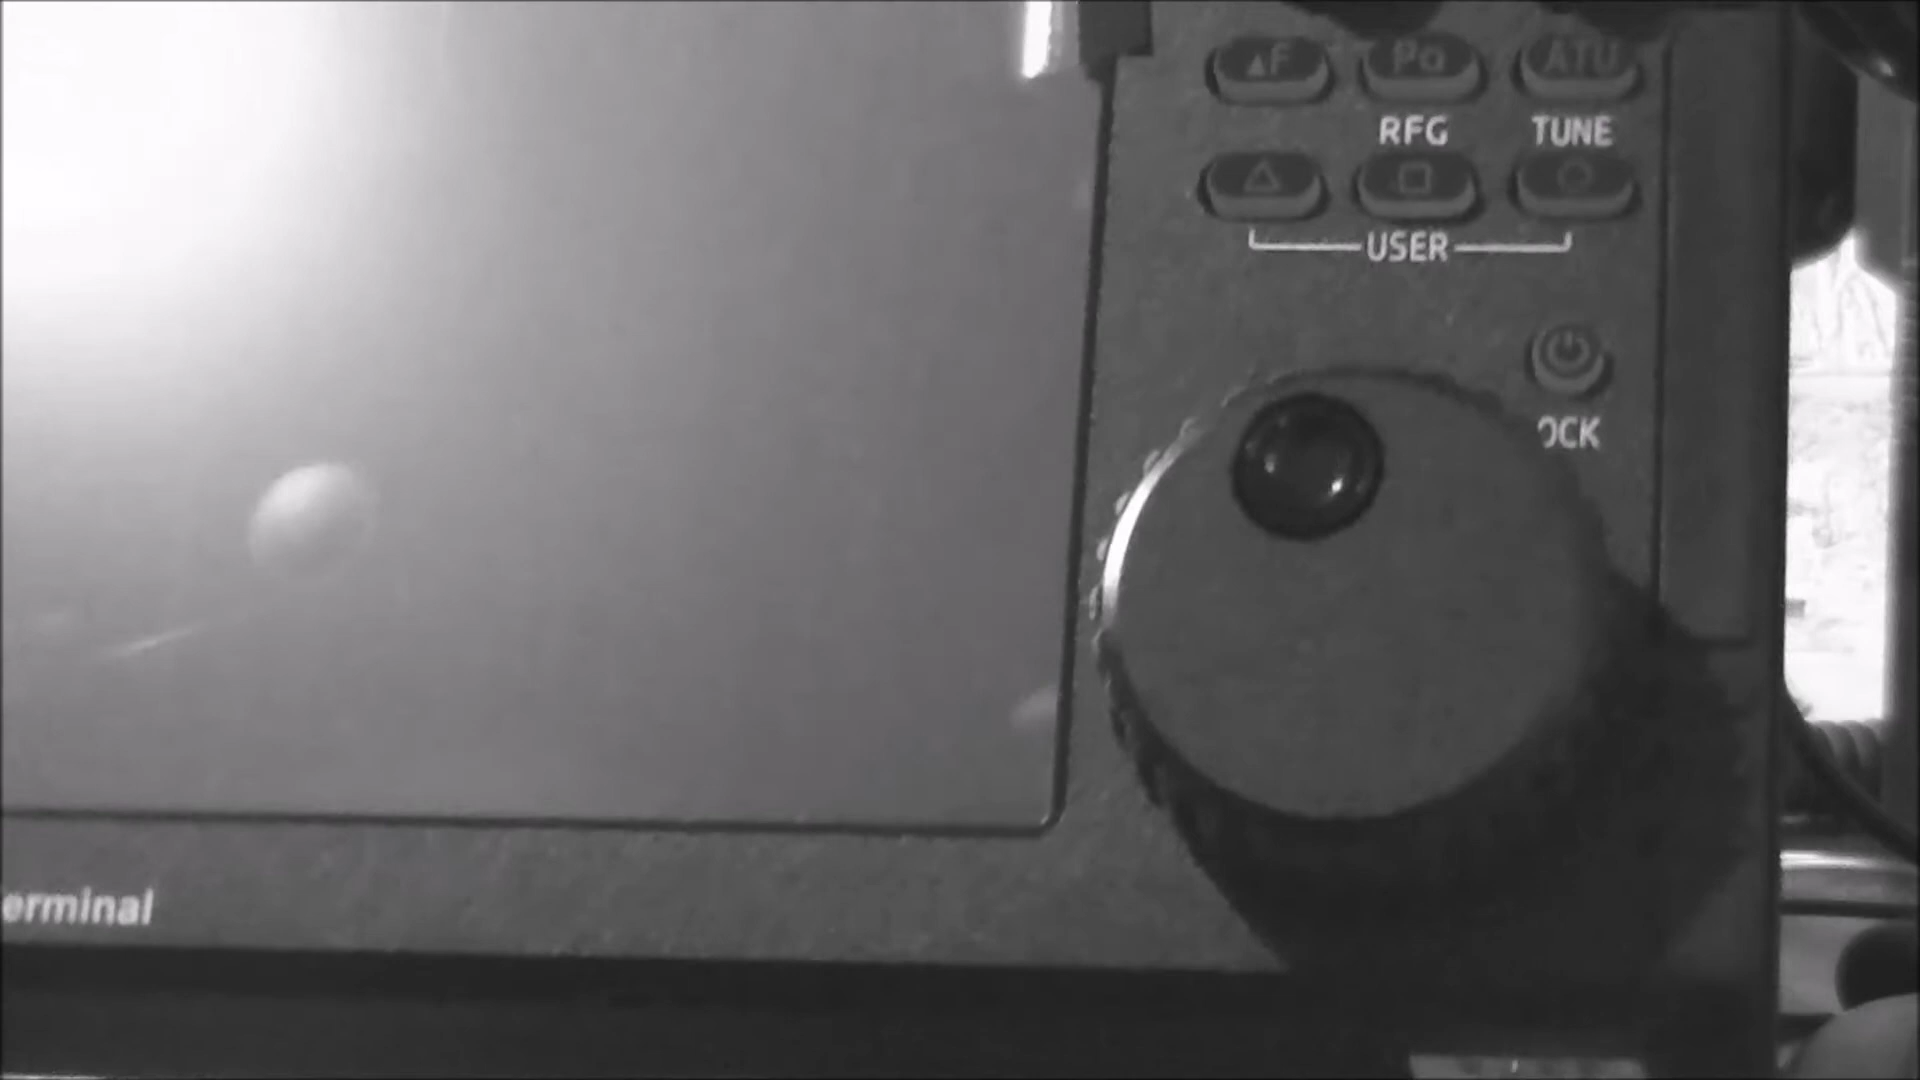 ▲F Po ATU
RFG TUNE
USER
OCK
erminal